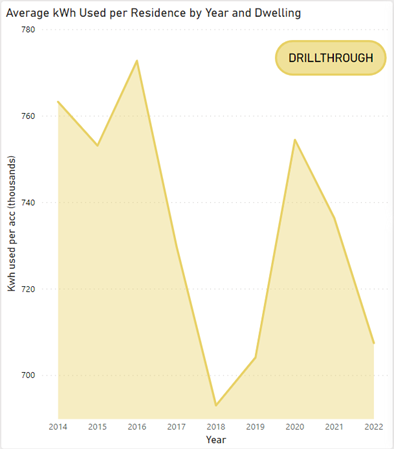 Average kWh Used per Residence by Year and Dwelling
DRILLTHROUGH
Kwh used per acc (thousands)
780
760
740
720
700
2014 2015 2016 2017 2018 2019 2020 2021 2022
Year